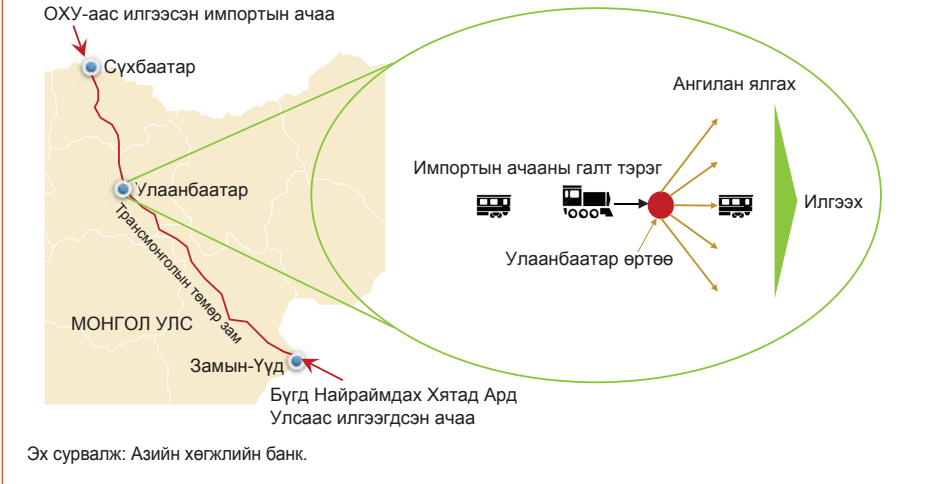 ОХУ-аас илгээсэн импортын ачаа
Сүхбаатар
Улаанбаатар
Трансмонголын төмөр зам
МОНГОЛ УЛС
Замын-Үүд
Бүгд Найраймдах Хятад Ард
Улсаас илгээгдсэн ачаа
Ангилан ялгах
Импортын ачааны галт тэрэг
Илгээх
Улаанбаатар өртөө
Эх сурвалж: Азийн хөгжлийн банк.